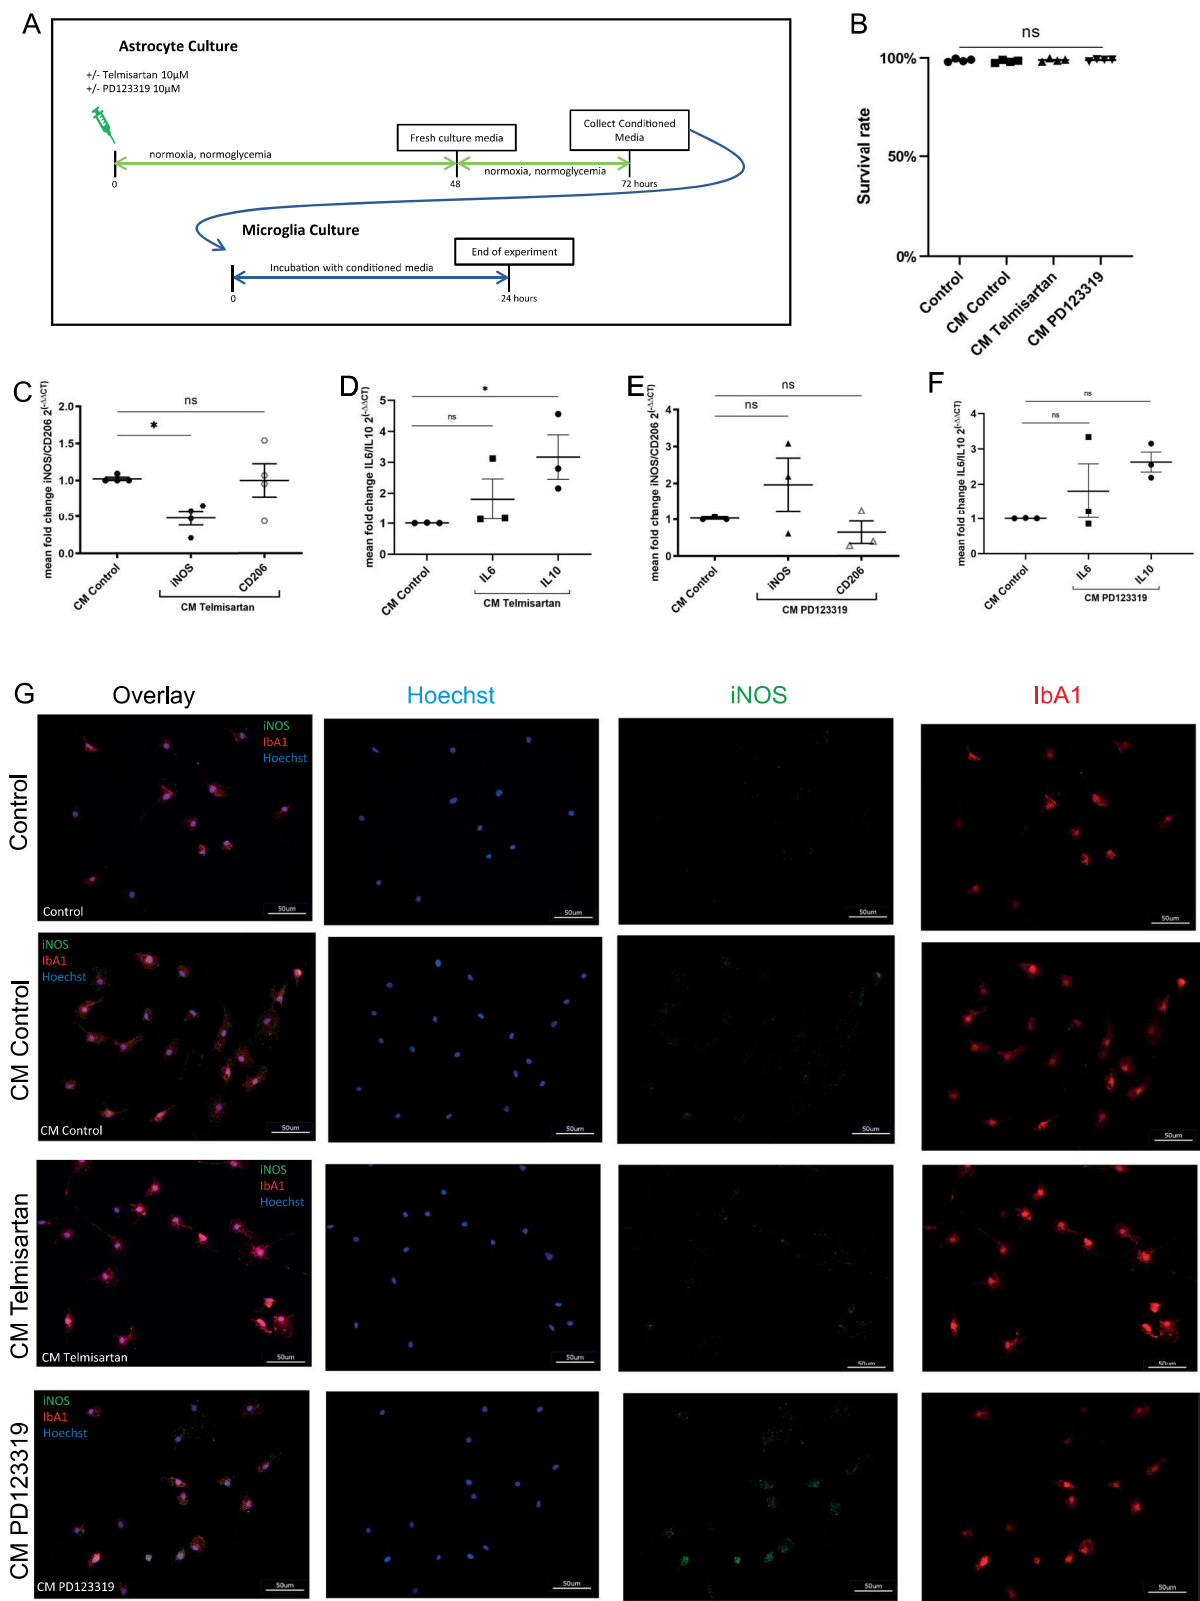 A
Astrocyte Culture
+/- Telmisartan 10µM
+/- PD123319 10µM
Fresh culture media
Collect Conditioned
Media
normoxia, normoglycemia
normoxia, normoglycemia
0
48
72 hours
Microglia Culture
End of experiment
Incubation with conditioned media
0
24 hours
B
ns
Survival rate
100%
50%
0%
Control
CM Control
CM Telmisartan
CM PD123319
C
mean fold change iNOS/CD206 2(-ΔΔCT)
2.0
1.5
1.0
0.5
0.0
ns
*
CM Control
iNOS
CD206
CM Telmisartan
D
mean fold change IL6/IL10 2(-ΔΔCT)
5
4
3
2
1
0
*
ns
CM Control
IL6
IL10
CM Telmisartan
E
mean fold change iNOS/CD206 2(-ΔΔCT)
4
3
2
1
0
ns
ns
CM Control
iNOS
CD206
CM PD123319
F
mean fold change IL6/IL10 2(-ΔΔCT)
4
3
2
1
0
ns
ns
CM Control
IL6
IL10
CM PD123319
G
Overlay
Hoechst
iNOS
IbA1
Control
iNOS
IbA1
Hoechst
Control
50um
50um
50um
50um
CM Control
iNOS
IbA1
Hoechst
CM Control
50um
50um
50um
50um
CM Telmisartan
iNOS
IbA1
Hoechst
CM Telmisartan
50um
50um
50um
50um
CM PD123319
iNOS
IbA1
Hoechst
CM PD123319
50um
50um
50um
50um